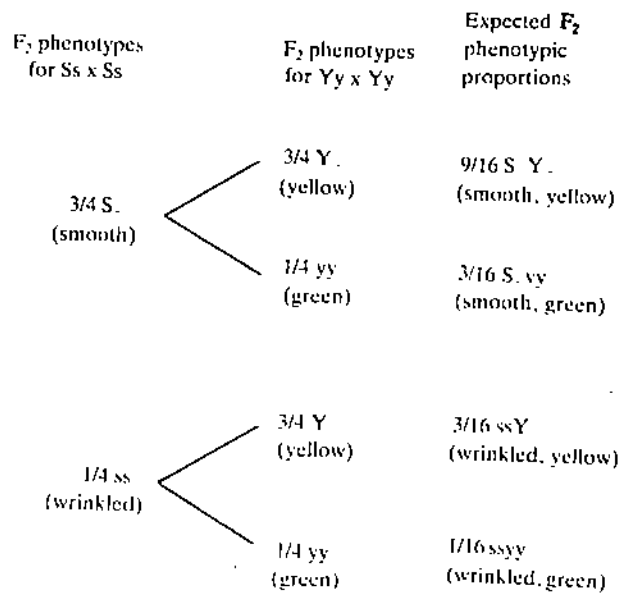 F2 phenotypes
for Ss x Ss
F2 phenotypes
for Yy x Yy
Expected F2
phenotypic
proportions
3/4 S-
(smooth)
3/4 Y-
(yellow)
9/16 S Y-
(smooth, yellow)
1/4 yy
(green)
3/16 S. yy
(smooth, green)
1/4 ss
(wrinkled)
3/4 Y
(yellow)
3/16 ssY
(wrinkled, yellow)
1/4 yy
(green)
1/16 ssyy
(wrinkled, green)